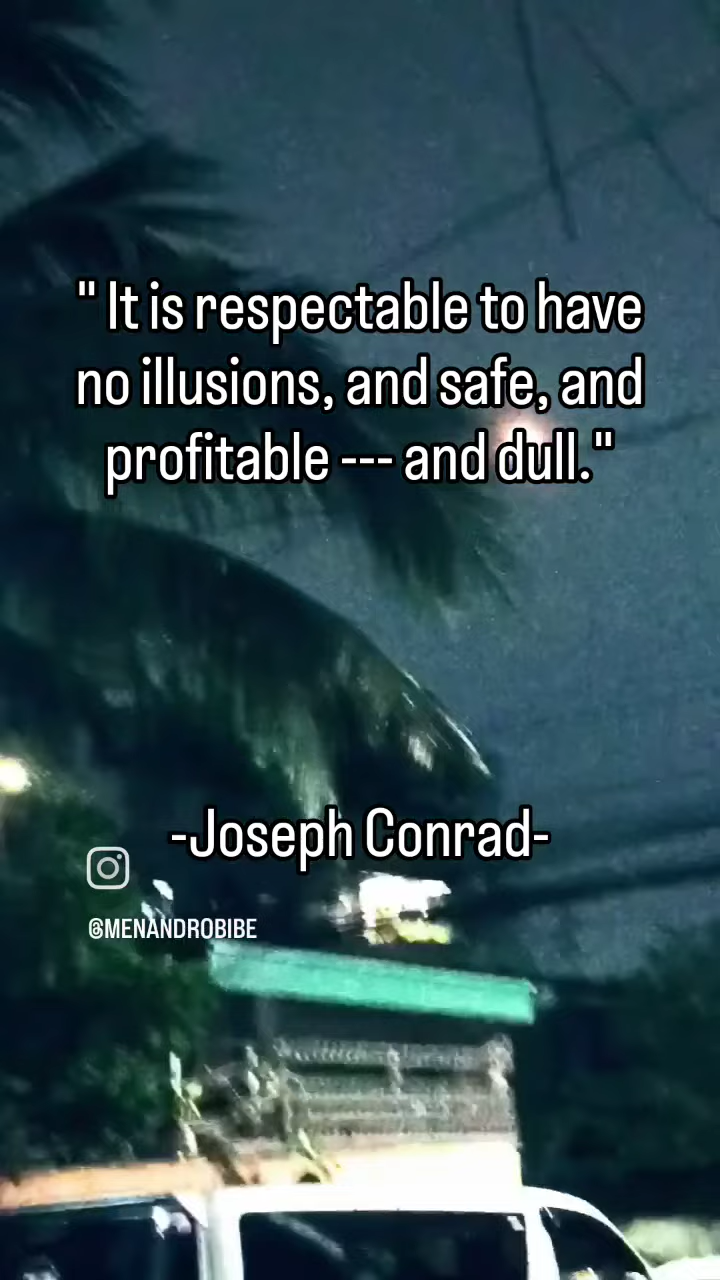 " It is respectable to have
no illusions, and safe, and
profitable --- and dull."
-Joseph Conrad-
@MENANDROBIBE